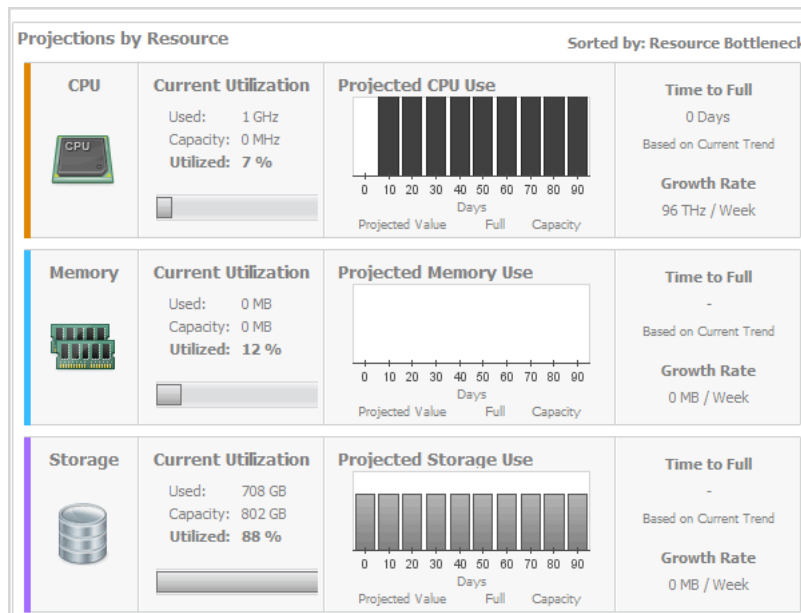 Projections by Resource
Sorted by: Resource Bottleneck
CPU
CPU
Current Utilization
Used: 1 GHz
Capacity: 0 MHz
Utilized: 7 %
Projected CPU Use
0 10 20 30 40 50 60 70 80 90
Days
Projected Value Full Capacity
Time to Full
0 Days
Based on Current Trend
Growth Rate
96 THz / Week
Memory
Current Utilization
Used: 0 MB
Capacity: 0 MB
Utilized: 12 %
Projected Memory Use
0 10 20 30 40 50 60 70 80 90
Days
Projected Value Full Capacity
Time to Full
-
Based on Current Trend
Growth Rate
0 MB / Week
Storage
Current Utilization
Used: 708 GB
Capacity: 802 GB
Utilized: 88 %
Projected Storage Use
0 10 20 30 40 50 60 70 80 90
Days
Projected Value Full Capacity
Time to Full
-
Based on Current Trend
Growth Rate
0 MB / Week